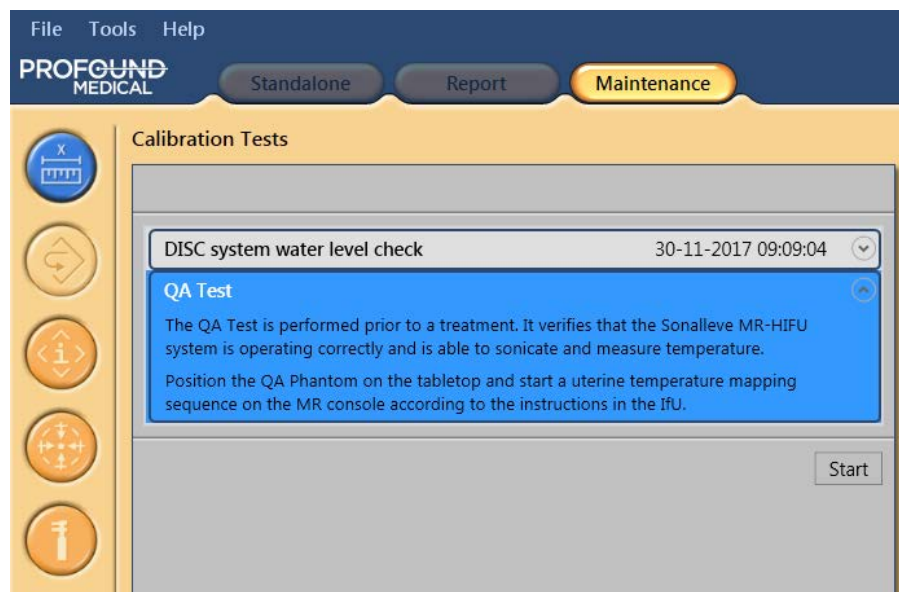 File Tools Help
PROFOUND
MEDICAL
Standalone Report Maintenance
Calibration Tests
x
DISC system water level check 30-11-2017 09:09:04
QA Test
The QA Test is performed prior to a treatment. It verifies that the Sonalleve MR-HIFU
system is operating correctly and is able to sonicate and measure temperature.
Position the QA Phantom on the tabletop and start a uterine temperature mapping
sequence on the MR console according to the instructions in the IfU.
Start
i